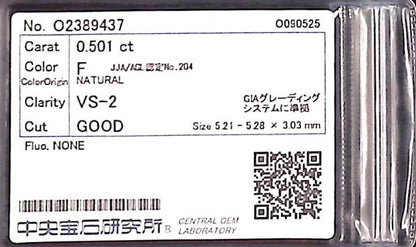 No. O2389437 O090525
Carat 0.501 ct
Color F JJA/AGL 認定No.204
ColorOrigin NATURAL
Clarity VS-2 GIAグレーディング
システムに準拠
Cut GOOD Size 5.21 - 5.28 × 3.03 mm
Fluo. NONE
中央宝石研究所® CENTRAL GEM
LABORATORY